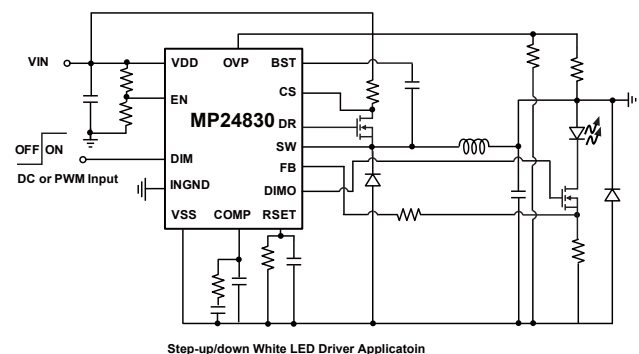 VIN
VDD
OVP
BST
EN
CS
MP24830
DR
SW
OFF ON
DIM
FB
DC or PWM Input
INGND
DIMO
VSS
COMP
RSET
Step-up/down White LED Driver Applicatoin